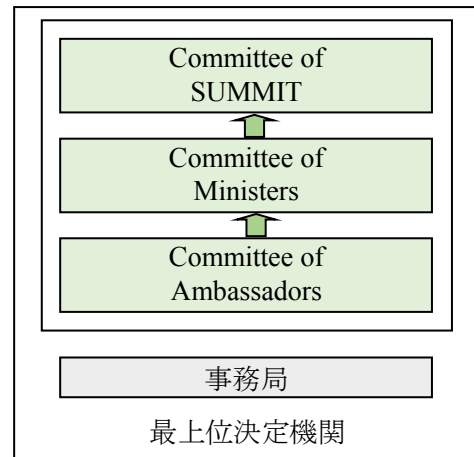 Committee of
SUMMIT
Committee of
Ministers
Committee of
Ambassadors
事務局
最上位決定機関